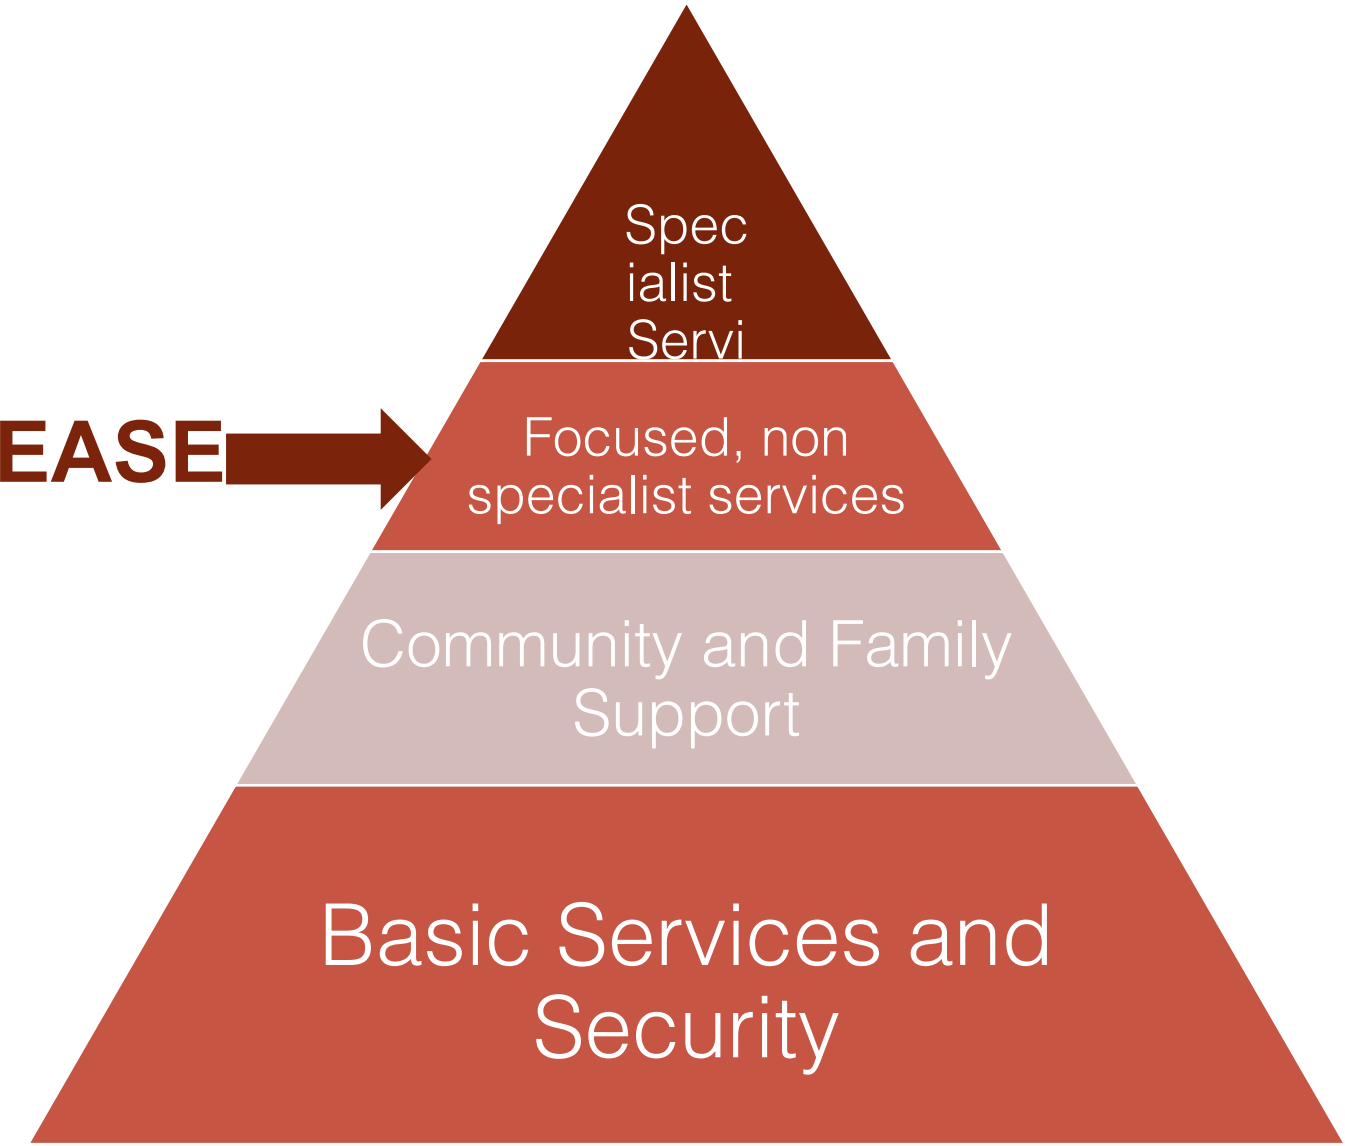 Spec
ialist
Servi
EASE
Focused, non
specialist services
Community and Family
Support
Basic Services and
Security